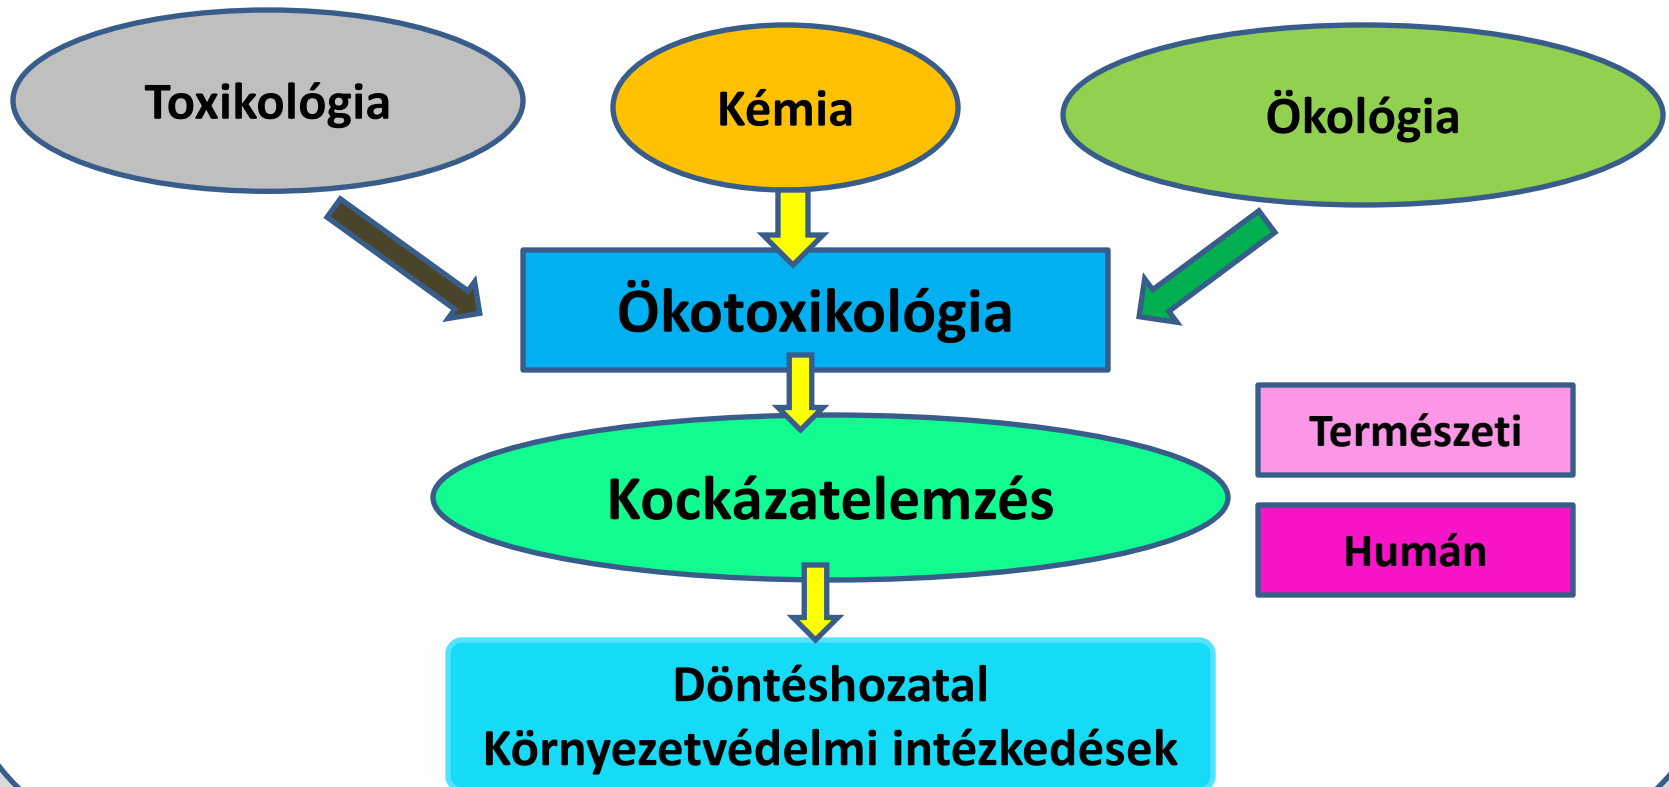 Toxikológia
Kémia
Ökológia
Ökotoxikológia
Természeti
Kockázatelemzés
Humán
Döntéshozatal
Környezetvédelmi intézkedések